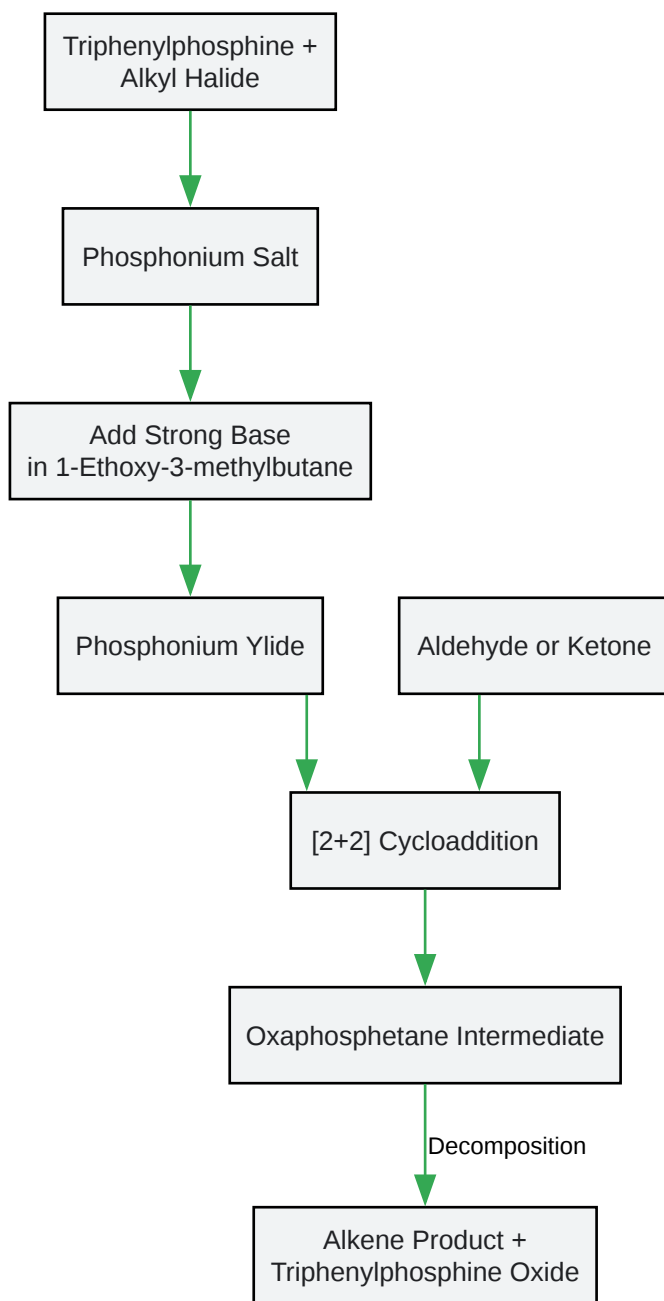 Triphenylphosphine +
Alkyl Halide
Phosphonium Salt
Add Strong Base
in 1-Ethoxy-3-methylbutane
Phosphonium Ylide
Aldehyde or Ketone
[2+2] Cycloaddition
Oxaphosphetane Intermediate
Decomposition
Alkene Product +
Triphenylphosphine Oxide